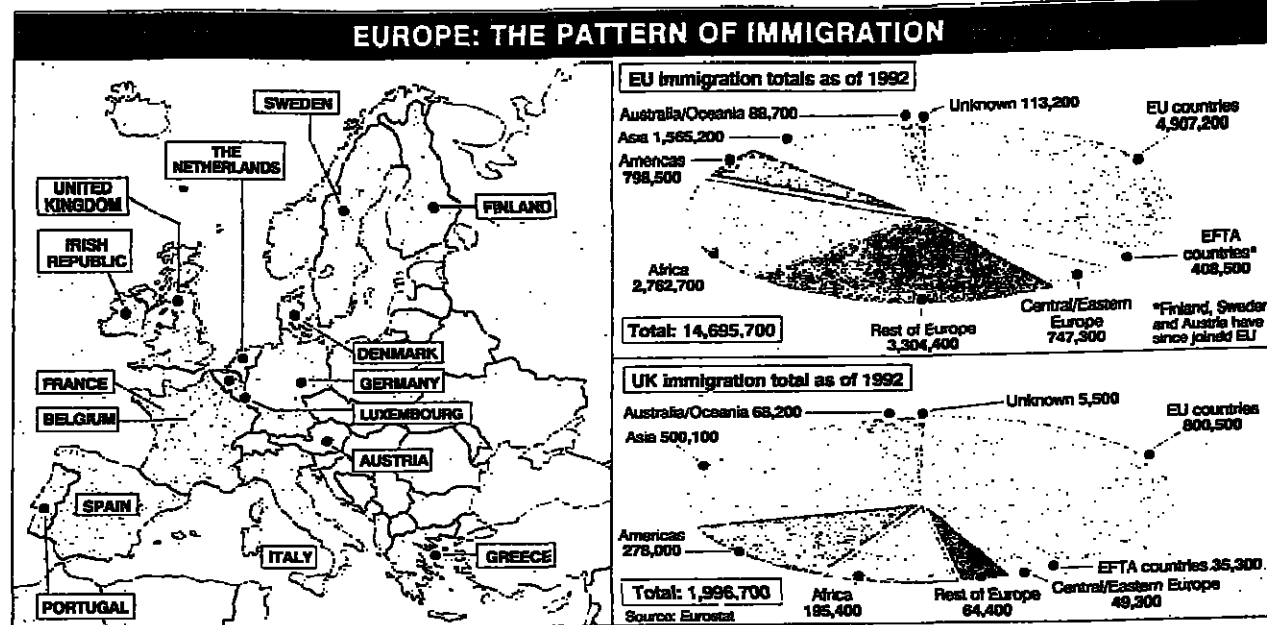 EUROPE: THE PATTERN OF IMMIGRATION
SWEDEN
THE
NETHERLANDS
UNITED
KINGDOM
FINLAND
IRISH
REPUBLIC
DENMARK
FRANCE
GERMANY
BELGIUM
LUXEMBOURG
AUSTRIA
SPAIN
ITALY
GREECE
PORTUGAL
EU immigration totals as of 1992
Australia/Oceania 88,700
Unknown 113,200
EU countries
4,907,200
Asia 1,565,200
Americas
798,500
EFTA
countries*
408,500
Africa
2,762,700
Central/Eastern
Europe
747,300
*Finland, Sweden
and Austria have
since joined EU
Rest of Europe
3,304,400
Total: 14,695,700
UK immigration total as of 1992
Australia/Oceania 68,200
Unknown 5,500
EU countries
800,500
Asia 500,100
Americas
278,000
EFTA countries 35,300
Africa
195,400
Rest of Europe
64,400
Central/Eastern Europe
49,300
Total: 1,996,700
Source: Eurostat